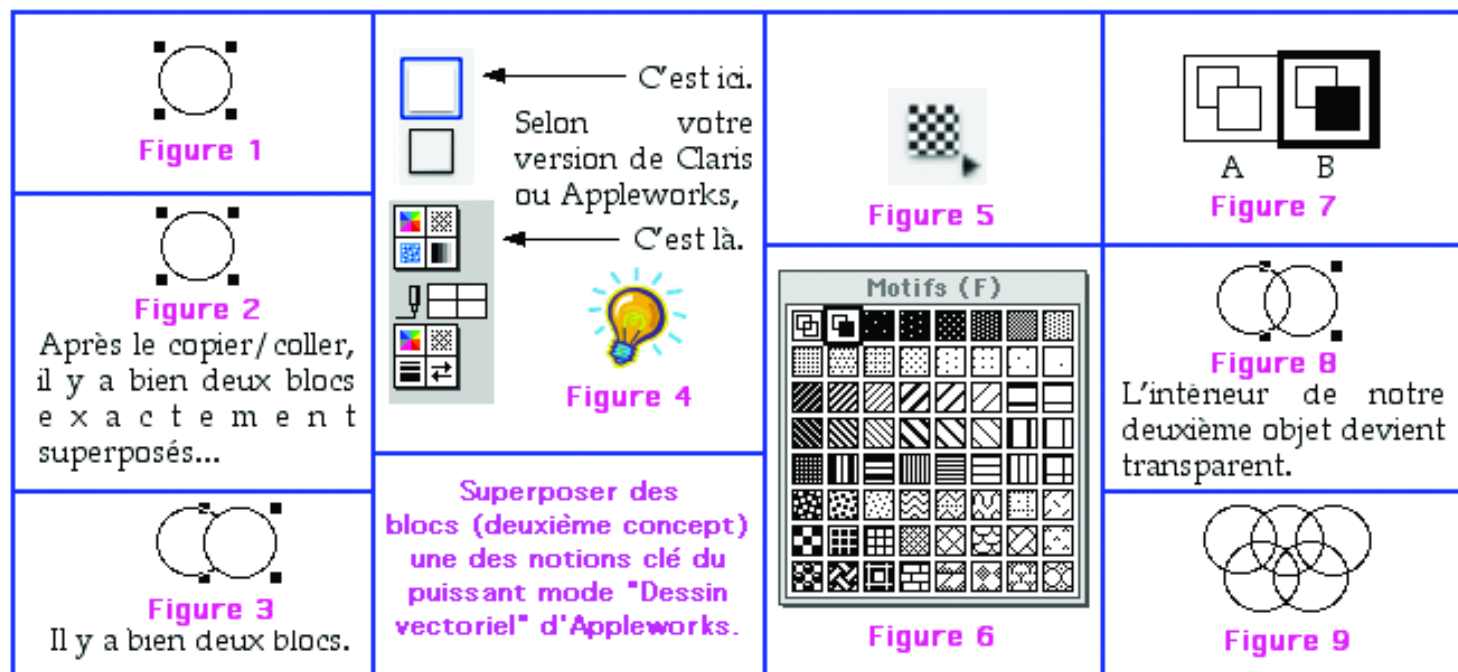 Figure 1
Figure 2
Après le copier/coller,
il y a bien deux blocs
exactement
superposés...
Figure 3
Il y a bien deux blocs.
C'est ici.
Selon votre
version de Claris
ou Appleworks,
C'est là.
Figure 4
Superposer des
blocs (deuxième concept)
une des notions clé du
puissant mode "Dessin
vectoriel" d'Appleworks.
Figure 5
Motifs (F)
Figure 6
A B
Figure 7
Figure 8
L'intérieur de notre
deuxième objet devient
transparent.
Figure 9